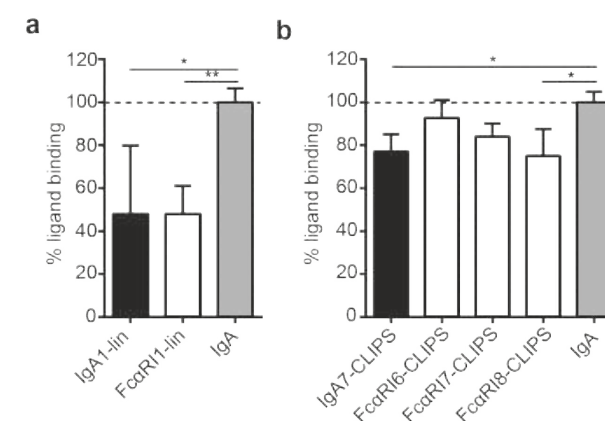 a
% ligand binding
120
100
80
60
40
20
0
*
**
IgA1-lin
FcαRI1-lin
IgA
b
% ligand binding
120
100
80
60
40
20
0
*
*
IgA7-CLIPS
FcαRI6-CLIPS
FcαRI7-CLIPS
FcαRI8-CLIPS
IgA